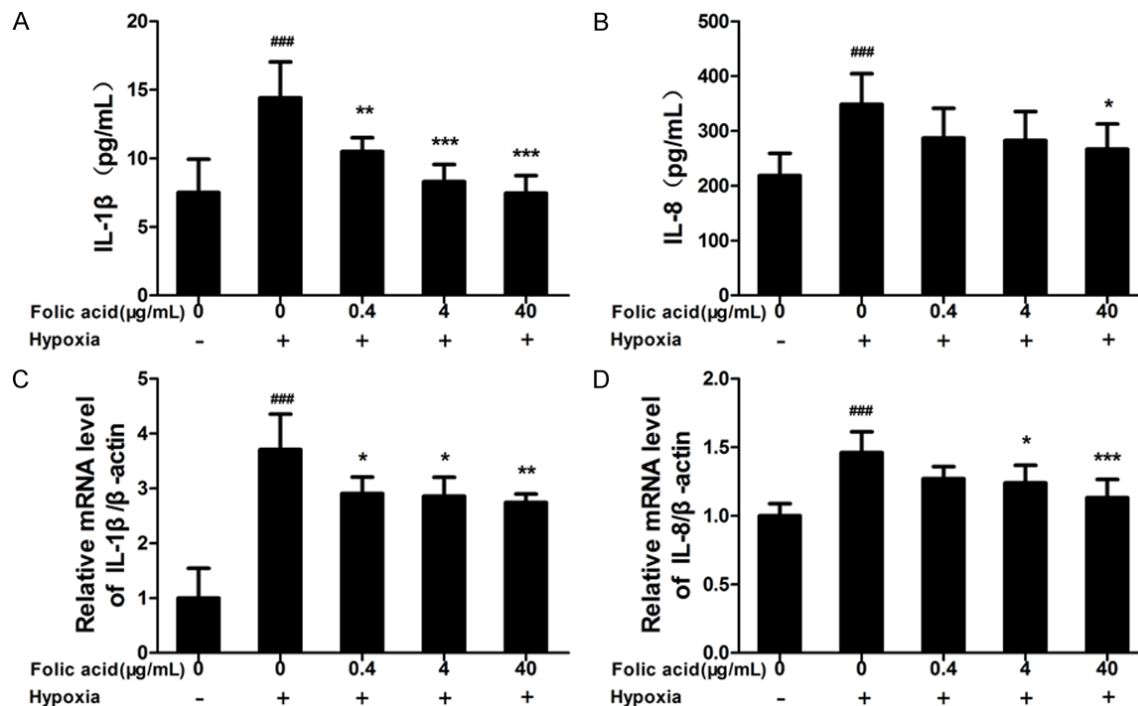 A
IL-1β (pg/mL)
20
15
10
5
0
###
**
***
***
Folic acid(μg/mL) 0 0 0.4 4 40
Hypoxia - + + + +
B
IL-8 (pg/mL)
500
400
300
200
100
0
###
*
Folic acid(μg/mL) 0 0 0.4 4 40
Hypoxia - + + + +
C
Relative mRNA level
of IL-1β/β-actin
5
4
3
2
1
0
###
*
*
**
Folic acid(μg/mL) 0 0 0.4 4 40
Hypoxia - + + + +
D
Relative mRNA level
of IL-8/β-actin
2.0
1.5
1.0
0.5
0.0
###
*
***
Folic acid(μg/mL) 0 0 0.4 4 40
Hypoxia - + + + +